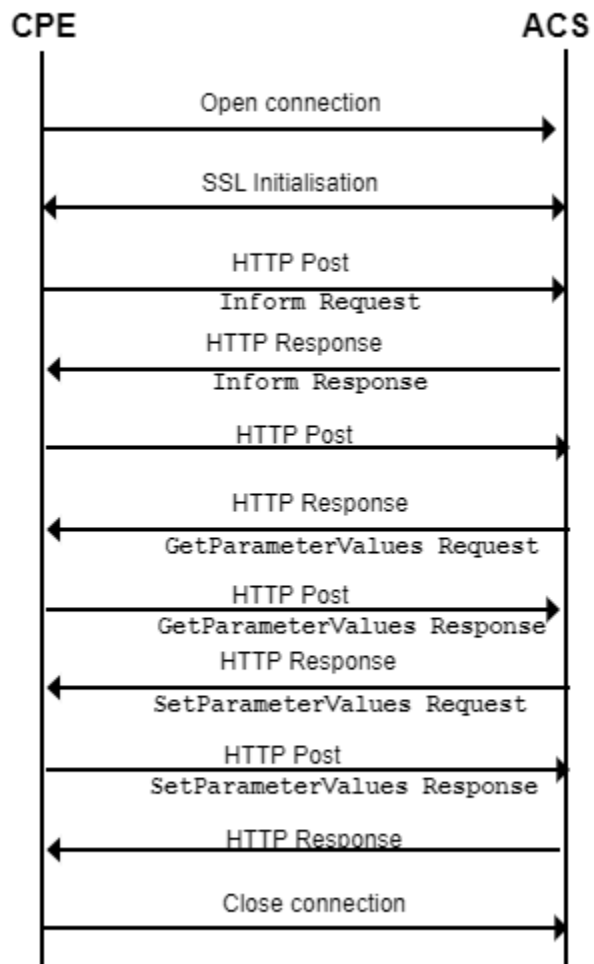 CPE ACS
Open connection
SSL Initialisation
HTTP Post
Inform Request
HTTP Response
Inform Response
HTTP Post
HTTP Response
GetParameterValues Request
HTTP Post
GetParameterValues Response
HTTP Response
SetParameterValues Request
HTTP Post
SetParameterValues Response
HTTP Response
Close connection